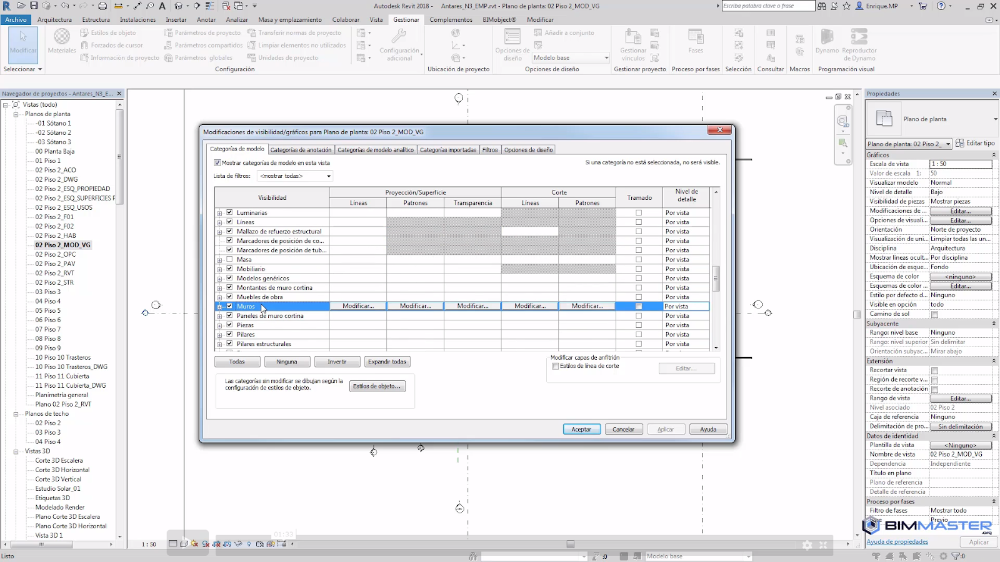 Autodesk Revit 2018 - Antares_N3_EMP.rvt - Plano de planta: 02 Piso 2_MOD_VG
Escriba palabra clave o frase
Enrique.MP
Archivo Arquitectura Estructura Instalaciones Insertar Anotar Analizar Masa y emplazamiento Colaborar Vista Gestionar Complementos BIMobject® Modificar
Modificar
Materiales
Estilos de objeto
Forzados de cursor
Información de proyecto
Parámetros de proyecto
Parámetros compartidos
Parámetros globales
Transferir normas de proyecto
Limpiar elementos no utilizados
Unidades de proyecto
Configuración adicional
Opciones de diseño
Añadir a conjunto
Modelo base
Gestionar vínculos
Fases
Dynamo
Reproductor de Dynamo
Seleccionar
Configuración
Ubicación de proyecto
Opciones de diseño
Gestionar proyecto
Proceso por fases
Selección
Consultar
Macros
Programación visual
Navegador de proyectos - Antares_N3_E...
Vistas (todo)
Planos de planta
-01 Sótano 1
-02 Sótano 2
-03 Sótano 3
00 Planta Baja
01 Piso 1
02 Piso 2_ACO
02 Piso 2_DWG
02 Piso 2_ESQ_PROPIEDAD
02 Piso 2_ESQ_SUPERFICIES F
02 Piso 2_ESQ_USOS
02 Piso 2_F01
02 Piso 2_F02
02 Piso 2_HAB
02 Piso 2_MOD_VG
02 Piso 2_OPC
02 Piso 2_PAV
02 Piso 2_RVT
02 Piso 2_STR
03 Piso 3
04 Piso 4
05 Piso 5
06 Piso 6
07 Piso 7
08 Piso 8
09 Piso 9
10 Piso 10 Trasteros
10 Piso 10 Trasteros_DWG
11 Piso 11 Cubierta
11 Piso 11 Cubierta_DWG
Planimetría general
Plano 02 Piso 2_RVT
Planos de techo
02 Piso 2
03 Piso 3
04 Piso 4
Vistas 3D
Corte 3D Escalera
Corte 3D Horizontal
Corte 3D Vertical
Estudio Solar_01
Etiquetas 3D
Modelado Render
Plano Corte 3D Escalera
Plano Corte 3D Horizontal
Vista 3D 1
Modificaciones de visibilidad/gráficos para Plano de planta: 02 Piso 2_MOD_VG
Categorías de modelo Categorías de anotación Categorías de modelo analítico Categorías importadas Filtros Opciones de diseño
Mostrar categorías de modelo en esta vista
Si una categoría no está seleccionada, no será visible.
Lista de filtros: <mostrar todas>
Visibilidad Proyección/Superficie Corte Tramado Nivel de detalle
Líneas Patrones Transparencia Líneas Patrones
Luminarias Por vista
Líneas Por vista
Mallazo de refuerzo estructural Por vista
Marcadores de posición de co... Por vista
Marcadores de posición de tub... Por vista
Masa Por vista
Mobiliario Por vista
Modelos genéricos Por vista
Montantes de muro cortina Por vista
Muebles de obra Por vista
Muros Modificar... Modificar... Modificar... Modificar... Modificar... Por vista
Paneles de muro cortina Por vista
Piezas Por vista
Pilares Por vista
Pilares estructurales Por vista
Todas Ninguna Invertir Expandir todas
Modificar capas de anfitrión
Estilos de línea de corte
Editar...
Las categorías sin modificar se dibujan según la
configuración de estilos de objeto.
Estilos de objeto...
Aceptar Cancelar Aplicar Ayuda
Propiedades
Plano de planta
Plano de planta: 02 Piso 2_ Editar tipo
Gráficos
Escala de vista 1 : 50
Valor de escala 1: 50
Visualizar modelo Normal
Nivel de detalle Bajo
Visibilidad de piezas Mostrar piezas
Modificaciones de ... Editar...
Opciones de visuali... Editar...
Orientación Norte de proyecto
Visualización de uni... Limpiar todas las un...
Disciplina Arquitectura
Mostrar líneas ocult... Por disciplina
Ubicación de esque... Fondo
Esquema de color <ninguno>
Esquemas de color ... Editar...
Estilo por defecto d... Ninguno
Visible en opción todo
Camino de sol
Subyacente
Rango: nivel base Ninguno
Rango: nivel superior Sin delimitar
Orientación subyac... Mirar abajo
Extensión
Recortar vista
Región de recorte v...
Recorte de anotación
Rango de vista Editar...
Nivel asociado 02 Piso 2
Caja de referencia Ninguno
Delimitación de pro... Sin delimitación
Datos de identidad
Plantilla de vista <Ninguno>
Nombre de vista 02 Piso 2_MOD_VG
Dependencia Independiente
Título en plano
Plano de referencia
Detalle de referencia
Proceso por fases
Filtro de fases Mostrar todo
Previo
BIMMASTER
.org
Ayuda de propiedades Aplicar
1 : 50
01:33
Listo
:0
Modelo base
:0